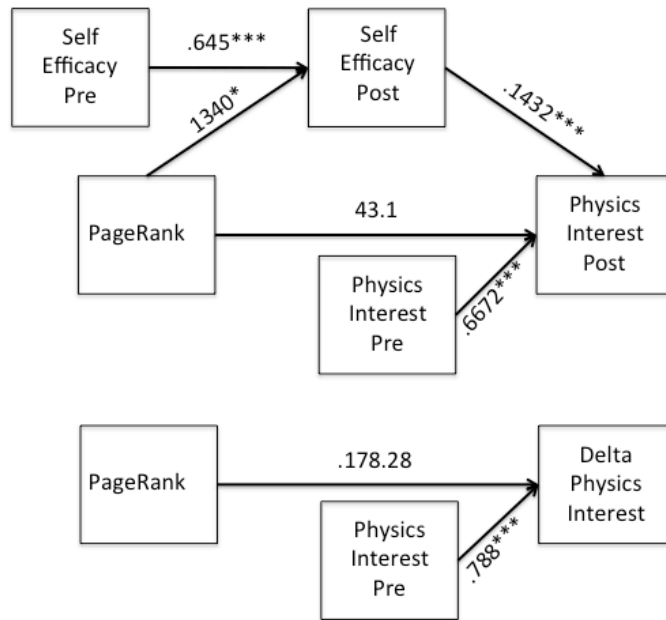 Self
Efficacy
Pre
.645***
Self
Efficacy
Post
1340*
.1432***
PageRank
43.1
Physics
Interest
Post
Physics
Interest
Pre
.6672***
PageRank
.178.28
Delta
Physics
Interest
Physics
Interest
Pre
.788***